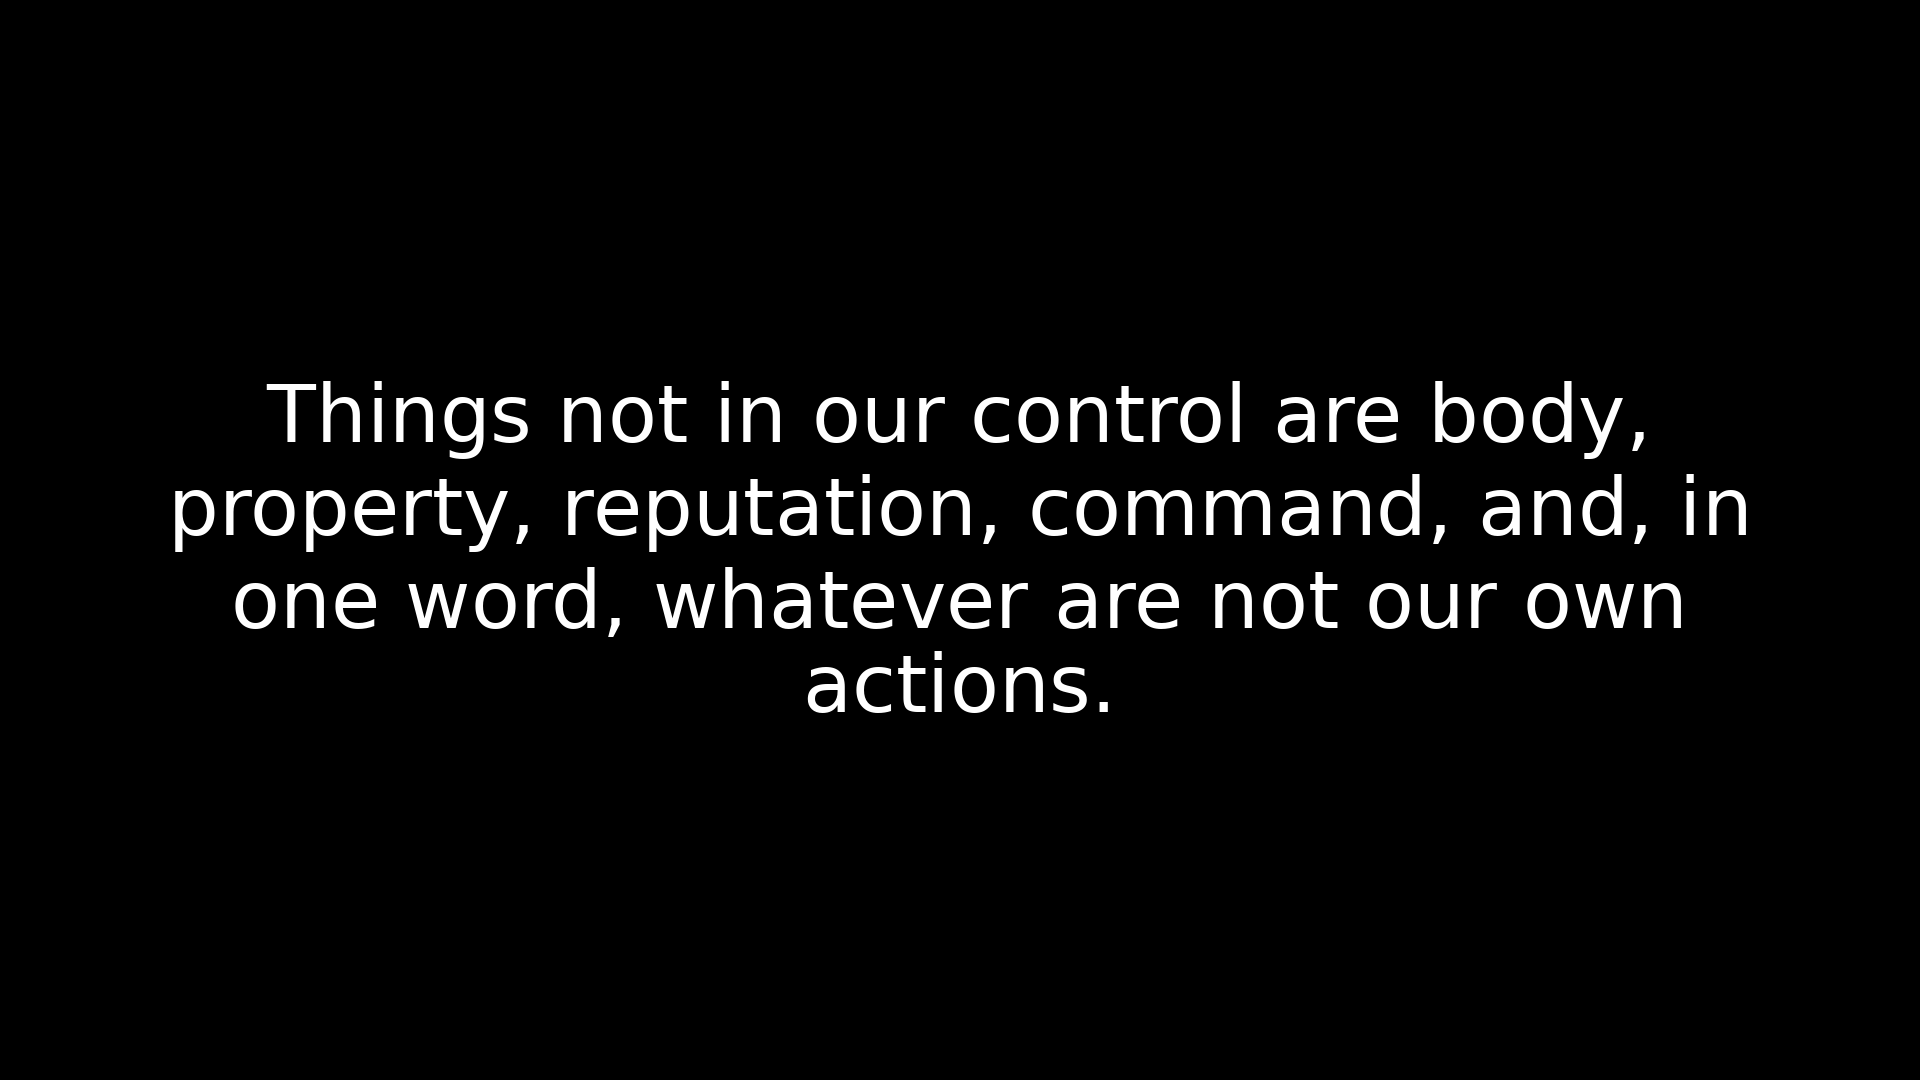 Things not in our control are body,
property, reputation, command, and, in
one word, whatever are not our own
actions.